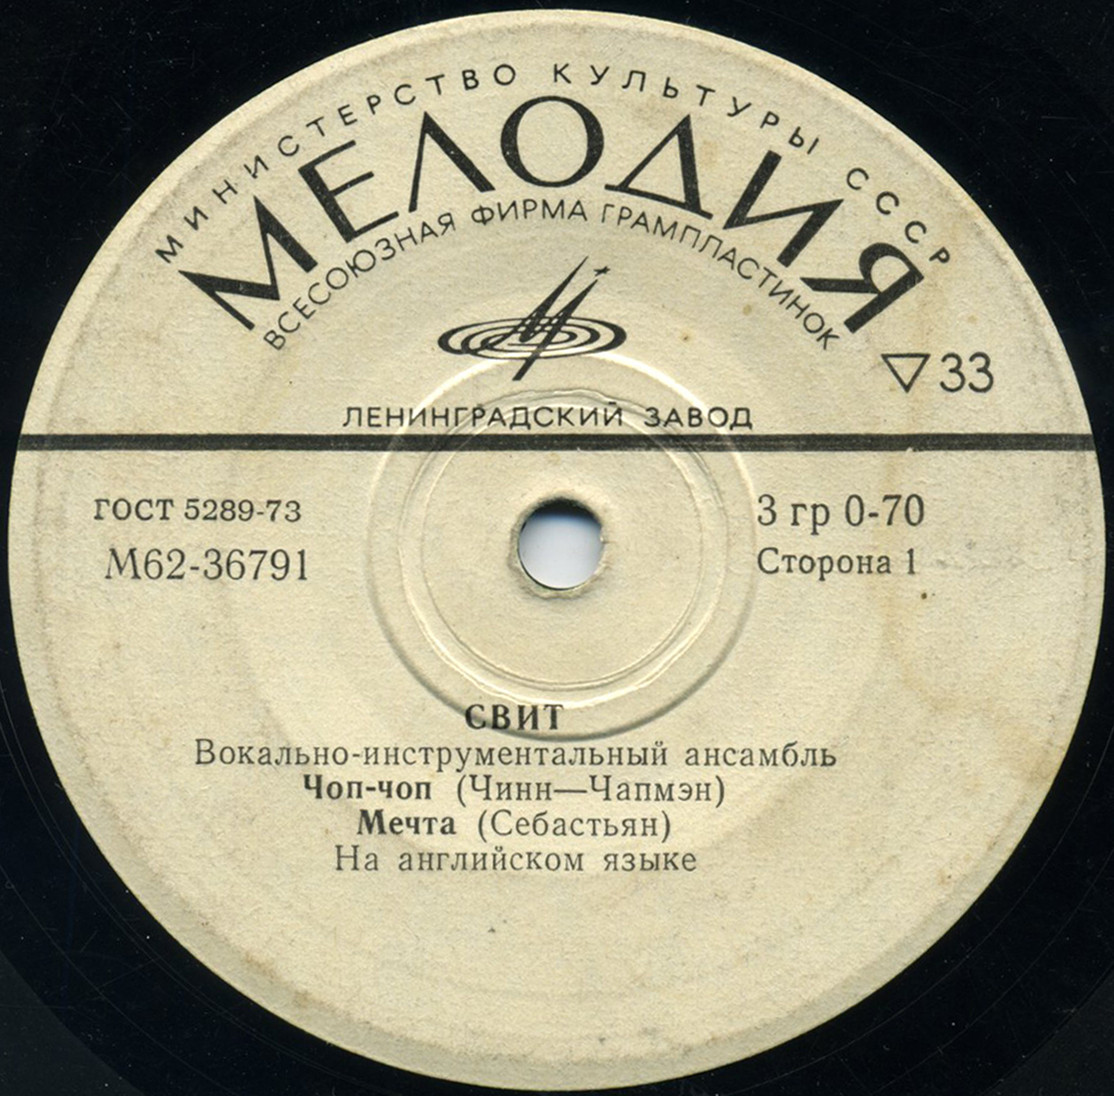 МИНИСТЕРСТВО КУЛЬТУРЫ СССР
МЕЛОДИЯ
ВСЕСОЮЗНАЯ ФИРМА ГРАМПЛАСТИНОК
33
ЛЕНИНГРАДСКИЙ ЗАВОД
ГОСТ 5289-73
3 гр 0-70
М62-36791
Сторона 1
СВИТ
Вокально-инструментальный ансамбль
Чоп-чоп (Чинн—Чапмэн)
Мечта (Себастьян)
На английском языке